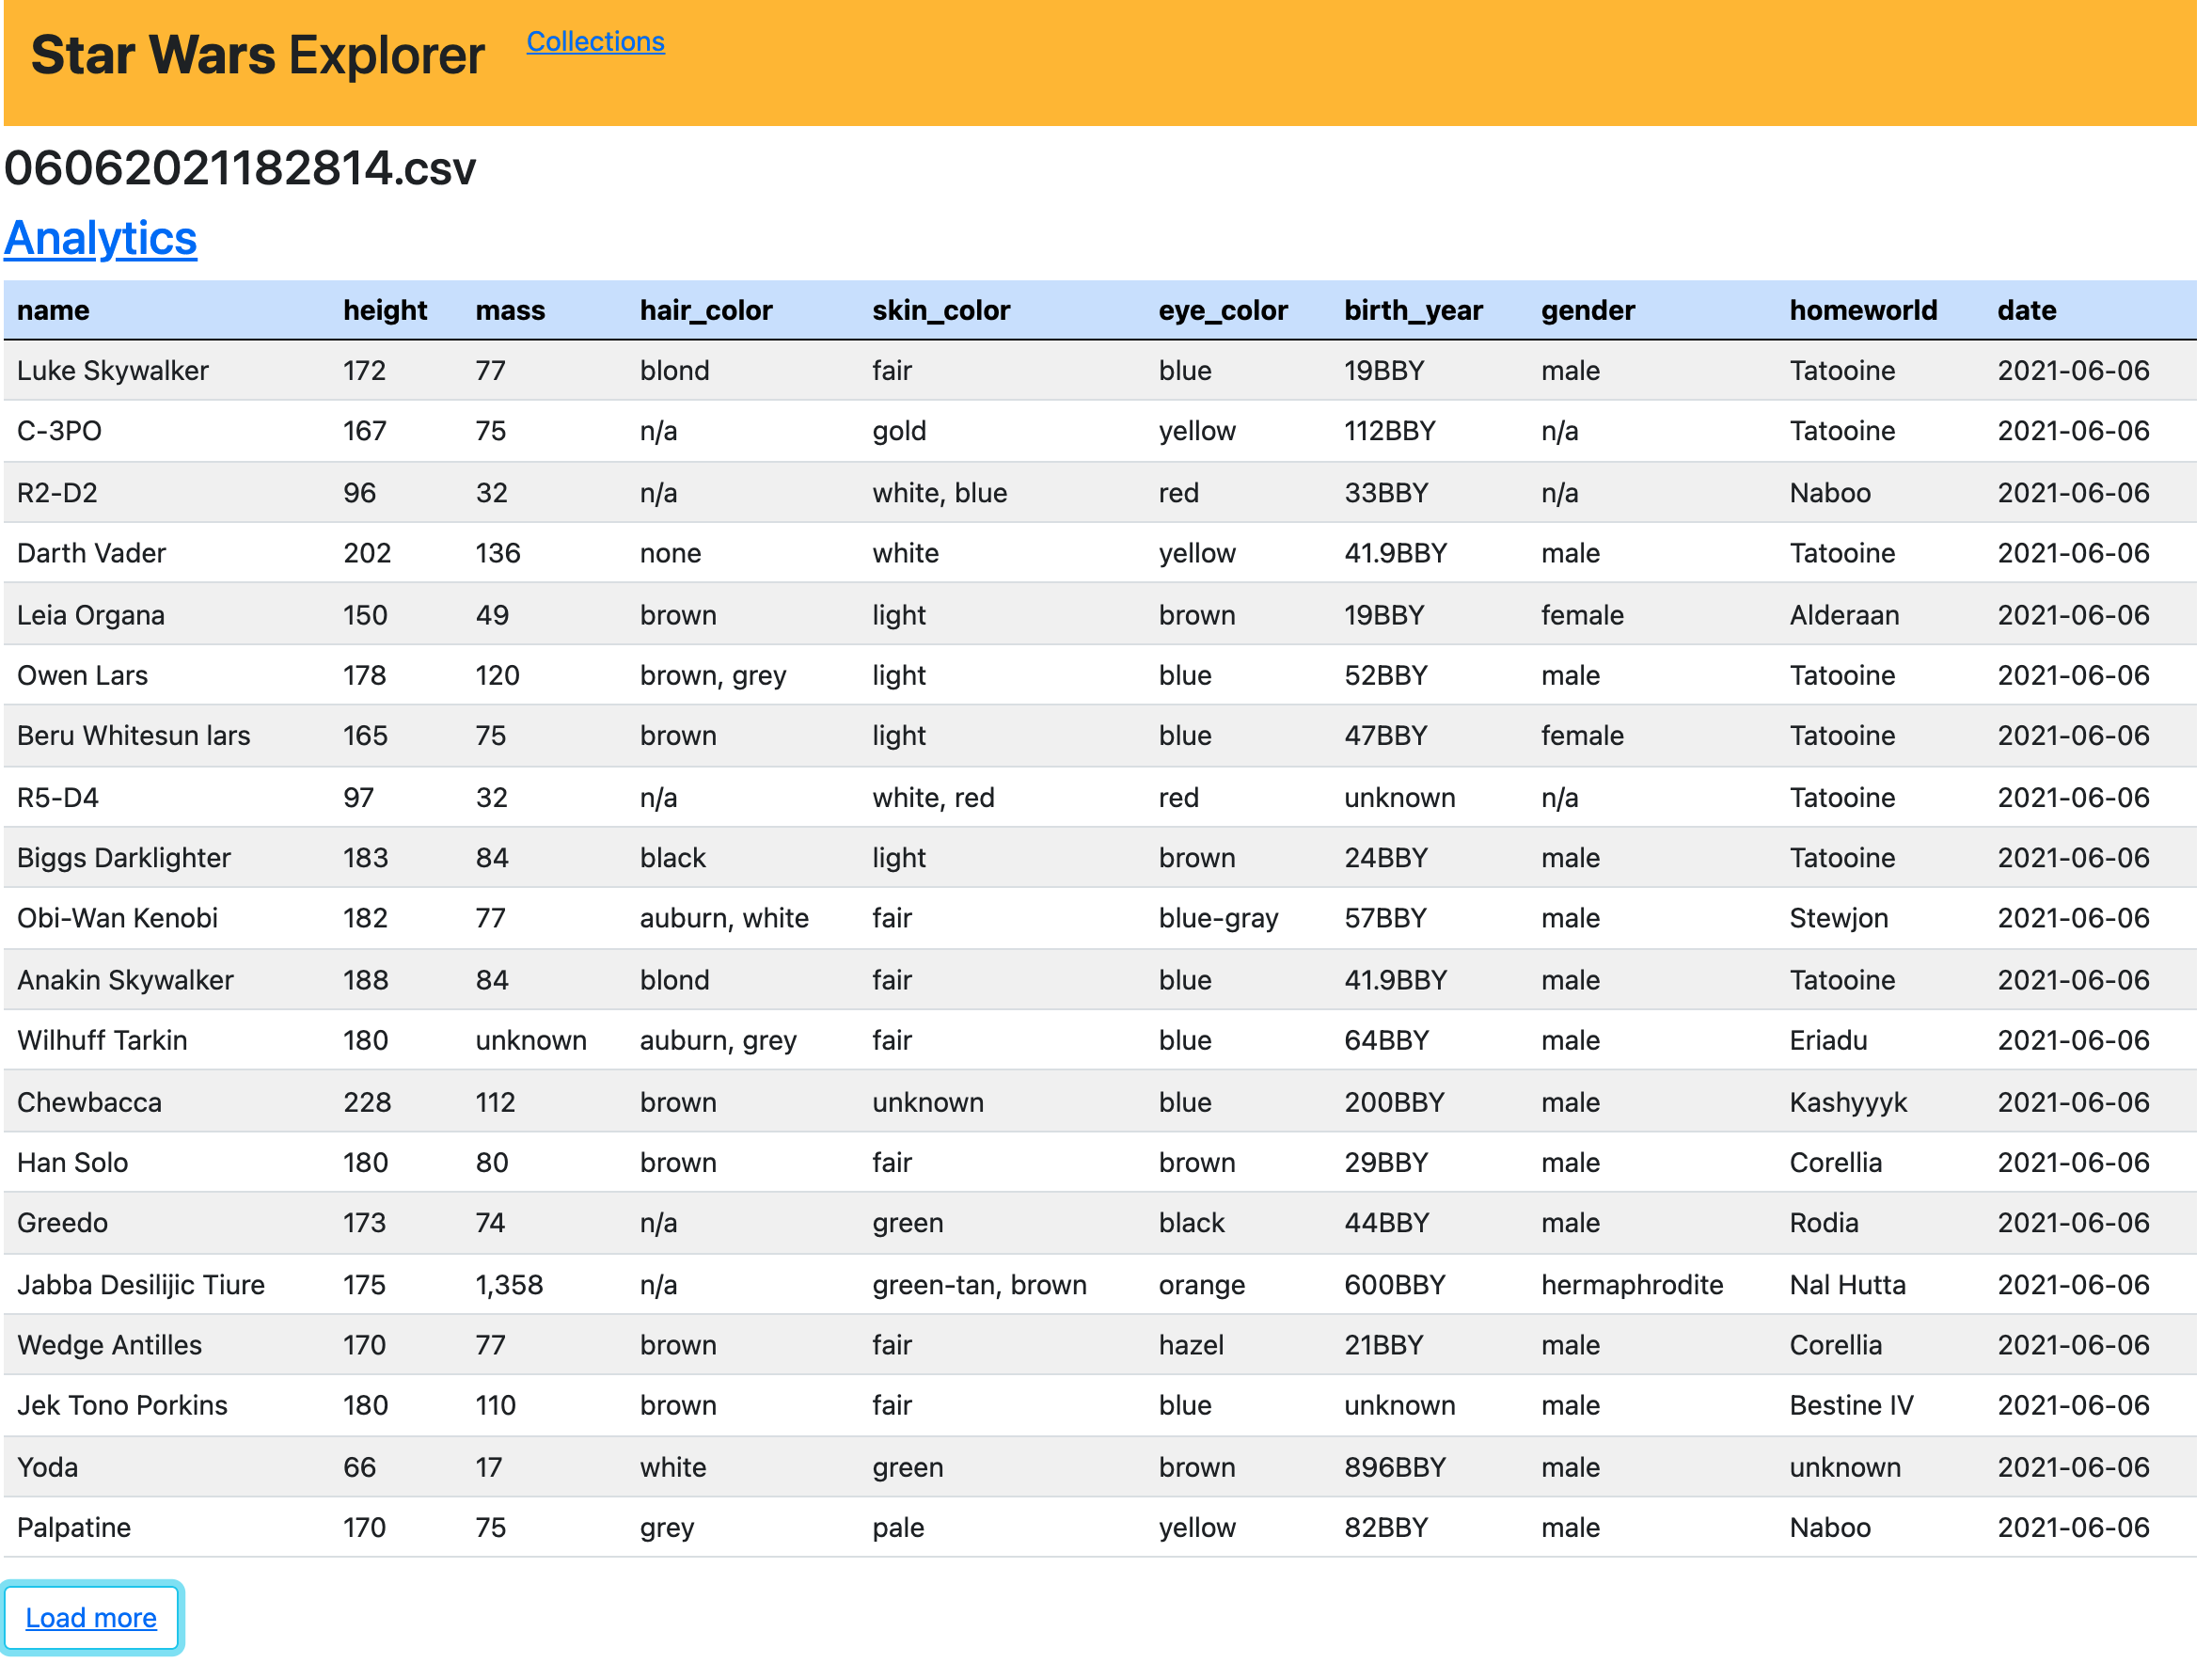 Star Wars Explorer Collections
06062021182814.csv
Analytics
name height mass hair_color skin_color eye_color birth_year gender homeworld date
Luke Skywalker 172 77 blond fair blue 19BBY male Tatooine 2021-06-06
C-3PO 167 75 n/a gold yellow 112BBY n/a Tatooine 2021-06-06
R2-D2 96 32 n/a white, blue red 33BBY n/a Naboo 2021-06-06
Darth Vader 202 136 none white yellow 41.9BBY male Tatooine 2021-06-06
Leia Organa 150 49 brown light brown 19BBY female Alderaan 2021-06-06
Owen Lars 178 120 brown, grey light blue 52BBY male Tatooine 2021-06-06
Beru Whitesun lars 165 75 brown light blue 47BBY female Tatooine 2021-06-06
R5-D4 97 32 n/a white, red red unknown n/a Tatooine 2021-06-06
Biggs Darklighter 183 84 black light brown 24BBY male Tatooine 2021-06-06
Obi-Wan Kenobi 182 77 auburn, white fair blue-gray 57BBY male Stewjon 2021-06-06
Anakin Skywalker 188 84 blond fair blue 41.9BBY male Tatooine 2021-06-06
Wilhuff Tarkin 180 unknown auburn, grey fair blue 64BBY male Eriadu 2021-06-06
Chewbacca 228 112 brown unknown blue 200BBY male Kashyyyk 2021-06-06
Han Solo 180 80 brown fair brown 29BBY male Corellia 2021-06-06
Greedo 173 74 n/a green black 44BBY male Rodia 2021-06-06
Jabba Desilijic Tiure 175 1,358 n/a green-tan, brown orange 600BBY hermaphrodite Nal Hutta 2021-06-06
Wedge Antilles 170 77 brown fair hazel 21BBY male Corellia 2021-06-06
Jek Tono Porkins 180 110 brown fair blue unknown male Bestine IV 2021-06-06
Yoda 66 17 white green brown 896BBY male unknown 2021-06-06
Palpatine 170 75 grey pale yellow 82BBY male Naboo 2021-06-06
Load more